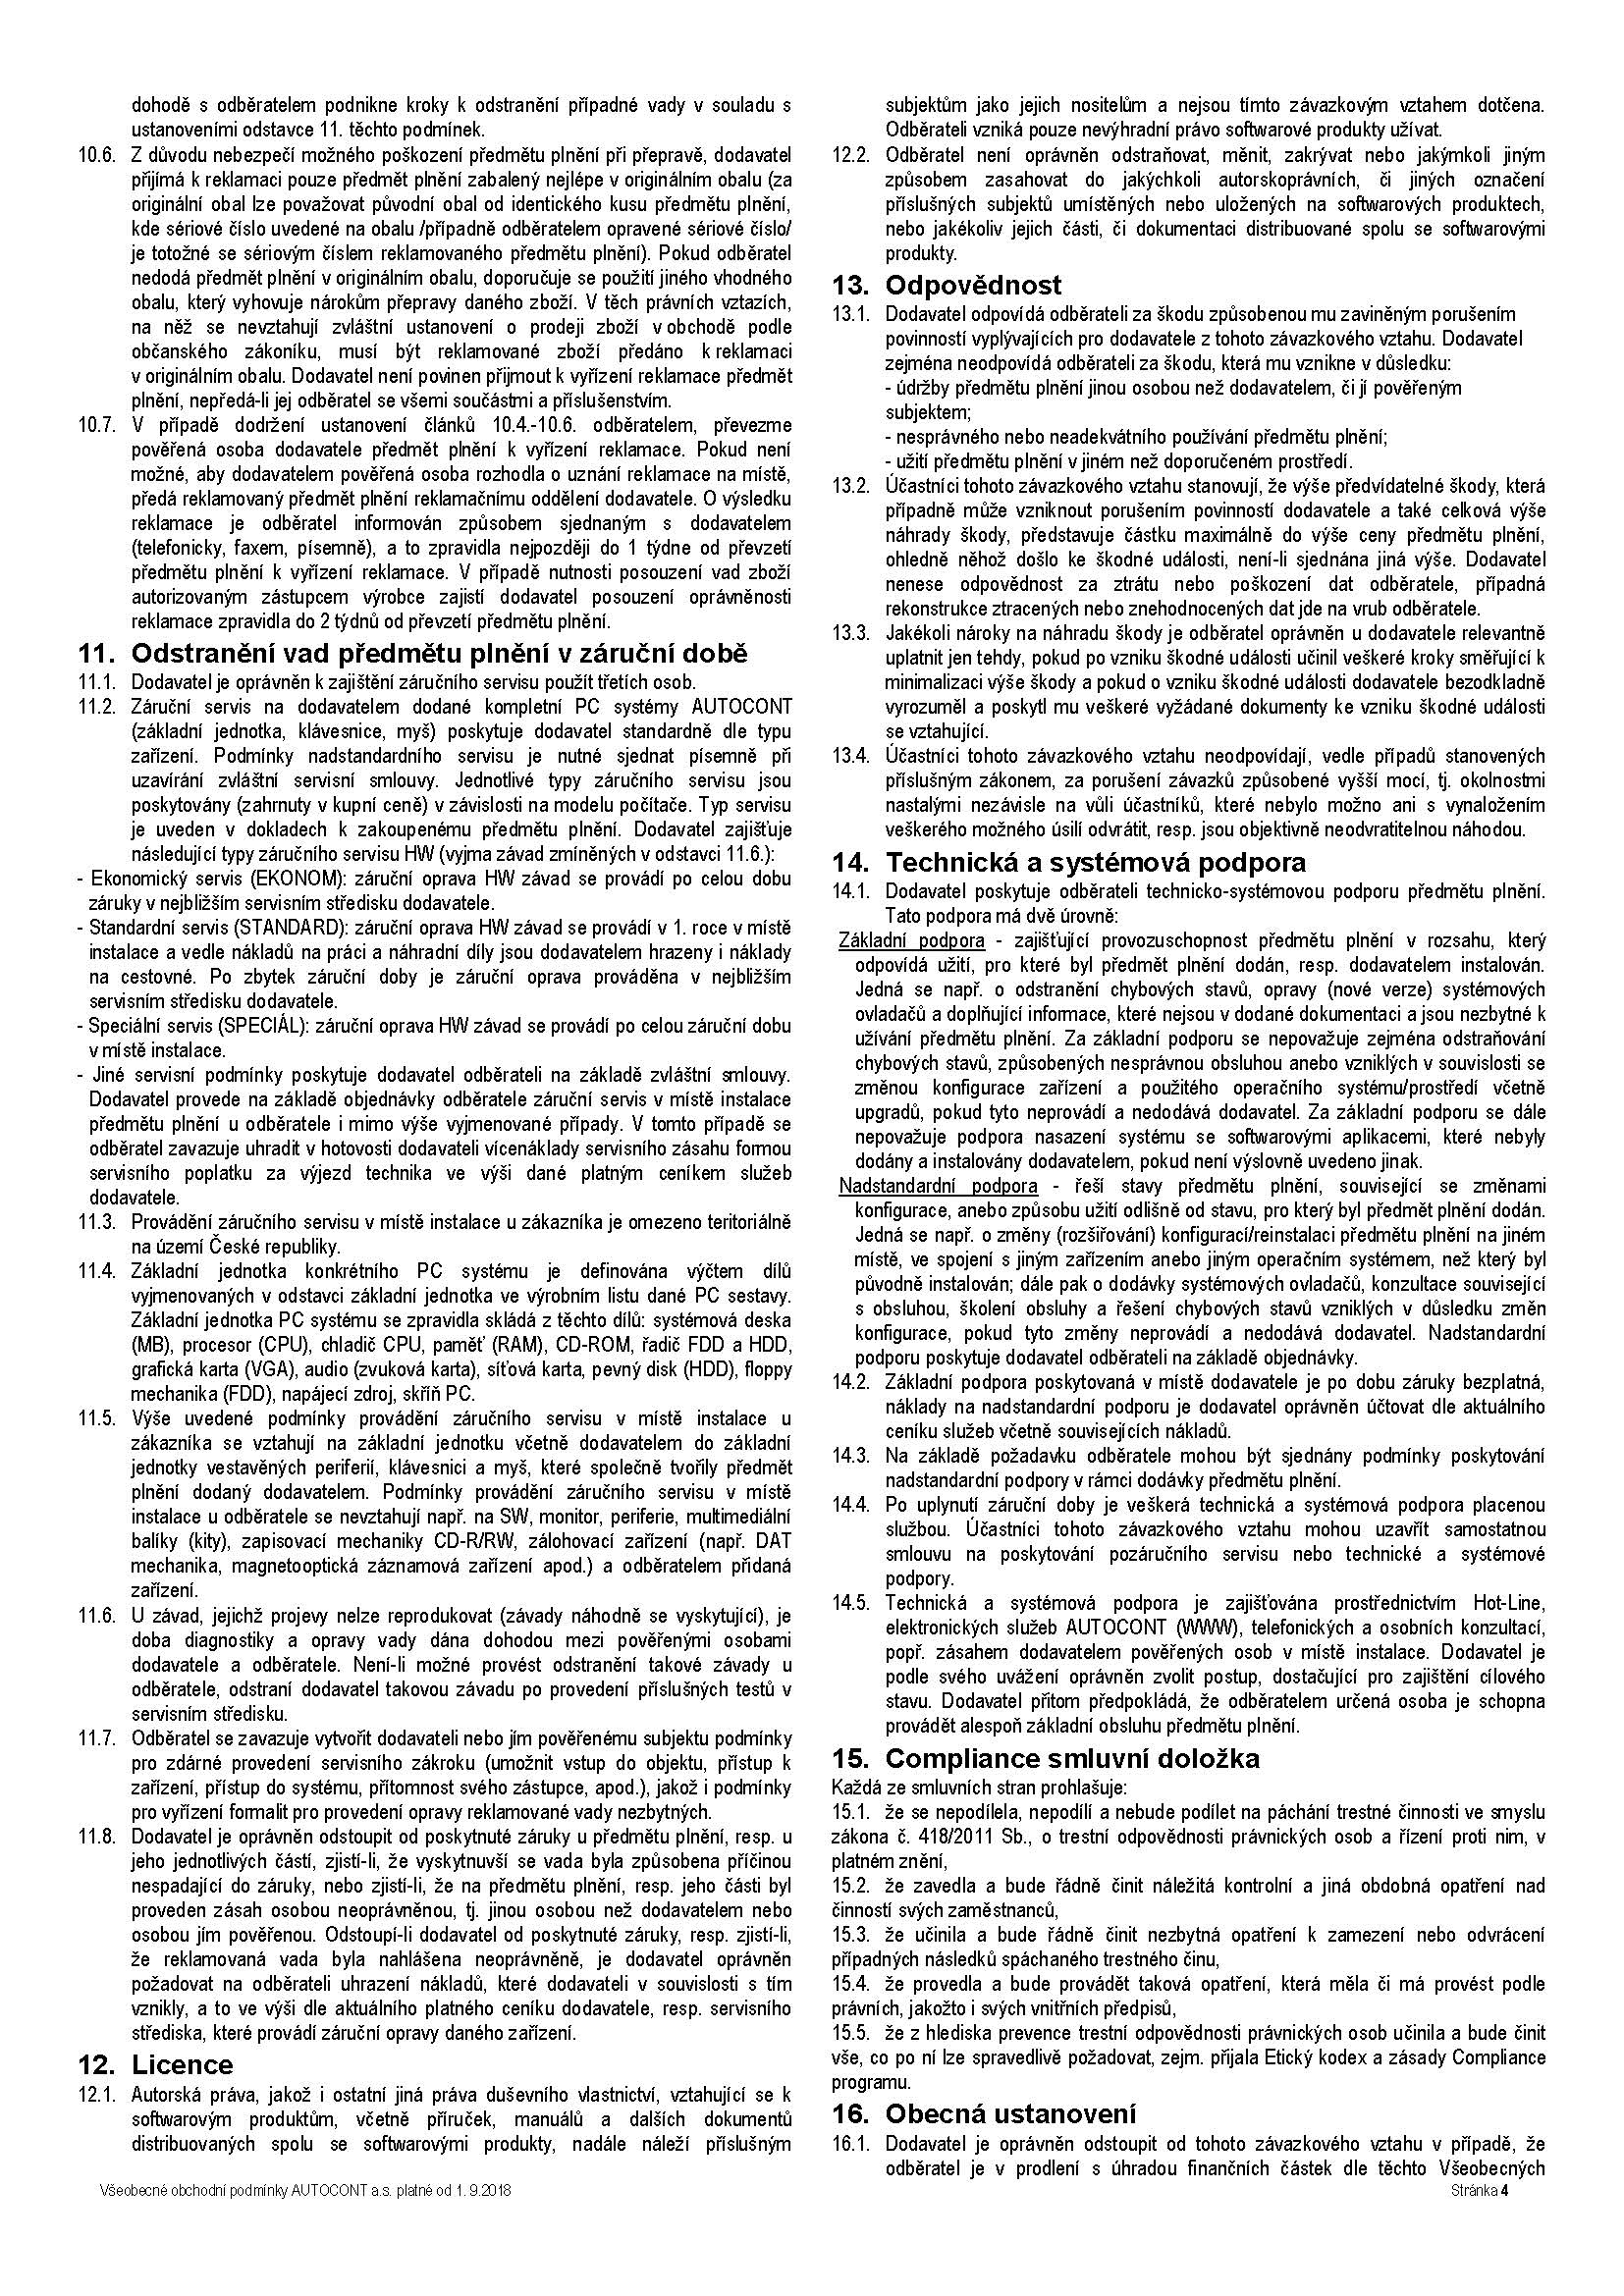 dohodě s odběratelem podnikne kroky k odstranění případné vady v souladu s
ustanoveními odstavce 11. těchto podmínek.
10.6. Z důvodu nebezpečí možného poškození předmětu plnění při přepravě, dodavatel
přijímá k reklamaci pouze předmět plnění zabalený nejlépe v originálním obalu (za
originální obal lze považovat původní obal od identického kusu předmětu plnění,
kde sériové číslo uvedené na obalu /případně odběratelem opravené sériové číslo/
je totožné se sériovým číslem reklamovaného předmětu plnění). Pokud odběratel
nedodá předmět plnění v originálním obalu, doporučuje se použití jiného vhodného
obalu, který vyhovuje nárokům přepravy daného zboží. V těch právních vztazích,
na něž se nevztahují zvláštní ustanovení o prodeji zboží v obchodě podle
občanského zákoníku, musí být reklamované zboží předáno k reklamaci
v originálním obalu. Dodavatel není povinen přijmout k vyřízení reklamace předmět
plnění, nepředá-li jej odběratel se všemi součástmi a příslušenstvím.
10.7. V případě dodržení ustanovení článků 10.4.-10.6. odběratelem, převezme
pověřená osoba dodavatele předmět plnění k vyřízení reklamace. Pokud není
možné, aby dodavatelem pověřená osoba rozhodla o uznání reklamace na místě,
předá reklamovaný předmět plnění reklamačnímu oddělení dodavatele. O výsledku
reklamace je odběratel informován způsobem sjednaným s dodavatelem
(telefonicky, faxem, písemně), a to zpravidla nejpozději do 1 týdne od převzetí
předmětu plnění k vyřízení reklamace. V případě nutnosti posouzení vad zboží
autorizovaným zástupcem výrobce zajistí dodavatel posouzení oprávněnosti
reklamace zpravidla do 2 týdnů od převzetí předmětu plnění.
11. Odstranění vad předmětu plnění v záruční době
11.1. Dodavatel je oprávněn k zajištění záručního servisu použít třetích osob.
11.2. Záruční servis na dodavatelem dodané kompletní PC systémy AUTOCONT
(základní jednotka, klávesnice, myš) poskytuje dodavatel standardně dle typu
zařízení. Podmínky nadstandardního servisu je nutné sjednat písemně při
uzavírání zvláštní servisní smlouvy. Jednotlivé typy záručního servisu jsou
poskytovány (zahrnuty v kupní ceně) v závislosti na modelu počítače. Typ servisu
je uveden v dokladech k zakoupenému předmětu plnění. Dodavatel zajišťuje
následující typy záručního servisu HW (vyjma závad zmíněných v odstavci 11.6.):
- Ekonomický servis (EKONOM): záruční oprava HW závad se provádí po celou dobu
záruky v nejbližším servisním středisku dodavatele.
- Standardní servis (STANDARD): záruční oprava HW závad se provádí v 1. roce v místě
instalace a vedle nákladů na práci a náhradní díly jsou dodavatelem hrazeny i náklady
na cestovné. Po zbytek záruční doby je záruční oprava prováděna v nejbližším
servisním středisku dodavatele.
- Speciální servis (SPECIÁL): záruční oprava HW závad se provádí po celou záruční dobu
v místě instalace.
- Jiné servisní podmínky poskytuje dodavatel odběrateli na základě zvláštní smlouvy.
Dodavatel provede na základě objednávky odběratele záruční servis v místě instalace
předmětu plnění u odběratele i mimo výše vyjmenované případy. V tomto případě se
odběratel zavazuje uhradit v hotovosti dodavateli vícenáklady servisního zásahu formou
servisního poplatku za výjezd technika ve výši dané platným ceníkem služeb
dodavatele.
11.3. Provádění záručního servisu v místě instalace u zákazníka je omezeno teritoriálně
na území České republiky.
11.4. Základní jednotka konkrétního PC systému je definována výčtem dílů
vyjmenovaných v odstavci základní jednotka ve výrobním listu dané PC sestavy.
Základní jednotka PC systému se zpravidla skládá z těchto dílů: systémová deska
(MB), procesor (CPU), chladič CPU, paměť (RAM), CD-ROM, řadič FDD a HDD,
grafická karta (VGA), audio (zvuková karta), síťová karta, pevný disk (HDD), floppy
mechanika (FDD), napájecí zdroj, skříň PC.
11.5. Výše uvedené podmínky provádění záručního servisu v místě instalace u
zákazníka se vztahují na základní jednotku včetně dodavatelem do základní
jednotky vestavěných periferií, klávesnici a myš, které společně tvořily předmět
plnění dodaný dodavatelem. Podmínky provádění záručního servisu v místě
instalace u odběratele se nevztahují např. na SW, monitor, periferie, multimediální
balíky (kity), zapisovací mechaniky CD-R/RW, zálohovací zařízení (např. DAT
mechanika, magnetooptická záznamová zařízení apod.) a odběratelem přidaná
zařízení.
11.6. U závad, jejichž projevy nelze reprodukovat (závady náhodně se vyskytující), je
doba diagnostiky a opravy vady dána dohodou mezi pověřenými osobami
dodavatele a odběratele. Není-li možné provést odstranění takové závady u
odběratele, odstraní dodavatel takovou závadu po provedení příslušných testů v
servisním středisku.
11.7. Odběratel se zavazuje vytvořit dodavateli nebo jím pověřenému subjektu podmínky
pro zdárné provedení servisního zákroku (umožnit vstup do objektu, přístup k
zařízení, přístup do systému, přítomnost svého zástupce, apod.), jakož i podmínky
pro vyřízení formalit pro provedení opravy reklamované vady nezbytných.
11.8. Dodavatel je oprávněn odstoupit od poskytnuté záruky u předmětu plnění, resp. u
jeho jednotlivých částí, zjistí-li, že vyskytnuvší se vada byla způsobena příčinou
nespadající do záruky, nebo zjistí-li, že na předmětu plnění, resp. jeho části byl
proveden zásah osobou neoprávněnou, tj. jinou osobou než dodavatelem nebo
osobou jím pověřenou. Odstoupí-li dodavatel od poskytnuté záruky, resp. zjistí-li,
že reklamovaná vada byla nahlášena neoprávněně, je dodavatel oprávněn
požadovat na odběrateli uhrazení nákladů, které dodavateli v souvislosti s tím
vznikly, a to ve výši dle aktuálního platného ceníku dodavatele, resp. servisního
střediska, které provádí záruční opravy daného zařízení.
12. Licence
12.1. Autorská práva, jakož i ostatní jiná práva duševního vlastnictví, vztahující se k
softwarovým produktům, včetně příruček, manuálů a dalších dokumentů
distribuovaných spolu se softwarovými produkty, nadále náleží příslušným
subjektům jako jejich nositelům a nejsou tímto závazkovým vztahem dotčena.
Odběrateli vzniká pouze nevýhradní právo softwarové produkty užívat.
12.2. Odběratel není oprávněn odstraňovat, měnit, zakrývat nebo jakýmkoli jiným
způsobem zasahovat do jakýchkoli autorskoprávních, či jiných označení
příslušných subjektů umístěných nebo uložených na softwarových produktech,
nebo jakékoliv jejich části, či dokumentaci distribuované spolu se softwarovými
produkty.
13. Odpovědnost
13.1. Dodavatel odpovídá odběrateli za škodu způsobenou mu zaviněným porušením
povinností vyplývajících pro dodavatele z tohoto závazkového vztahu. Dodavatel
zejména neodpovídá odběrateli za škodu, která mu vznikne v důsledku:
- údržby předmětu plnění jinou osobou než dodavatelem, či jí pověřeným
subjektem;
- nesprávného nebo neadekvátního používání předmětu plnění;
- užití předmětu plnění v jiném než doporučeném prostředí.
13.2. Účastníci tohoto závazkového vztahu stanovují, že výše předvídatelné škody, která
případně může vzniknout porušením povinností dodavatele a také celková výše
náhrady škody, představuje částku maximálně do výše ceny předmětu plnění,
ohledně něhož došlo ke škodné události, není-li sjednána jiná výše. Dodavatel
nenese odpovědnost za ztrátu nebo poškození dat odběratele, případná
rekonstrukce ztracených nebo znehodnocených dat jde na vrub odběratele.
13.3. Jakékoli nároky na náhradu škody je odběratel oprávněn u dodavatele relevantně
uplatnit jen tehdy, pokud po vzniku škodné události učinil veškeré kroky směřující k
minimalizaci výše škody a pokud o vzniku škodné události dodavatele bezodkladně
vyrozuměl a poskytl mu veškeré vyžádané dokumenty ke vzniku škodné události
se vztahující.
13.4. Účastníci tohoto závazkového vztahu neodpovídají, vedle případů stanovených
příslušným zákonem, za porušení závazků způsobené vyšší mocí, tj. okolnostmi
nastalými nezávisle na vůli účastníků, které nebylo možno ani s vynaložením
veškerého možného úsilí odvrátit, resp. jsou objektivně neodvratitelnou náhodou.
14. Technická a systémová podpora
14.1. Dodavatel poskytuje odběrateli technicko-systémovou podporu předmětu plnění.
Tato podpora má dvě úrovně:
Základní podpora - zajišťující provozuschopnost předmětu plnění v rozsahu, který
odpovídá užití, pro které byl předmět plnění dodán, resp. dodavatelem instalován.
Jedná se např. o odstranění chybových stavů, opravy (nové verze) systémových
ovladačů a doplňující informace, které nejsou v dodané dokumentaci a jsou nezbytné k
užívání předmětu plnění. Za základní podporu se nepovažuje zejména odstraňování
chybových stavů, způsobených nesprávnou obsluhou anebo vzniklých v souvislosti se
změnou konfigurace zařízení a použitého operačního systému/prostředí včetně
upgradů, pokud tyto neprovádí a nedodává dodavatel. Za základní podporu se dále
nepovažuje podpora nasazení systému se softwarovými aplikacemi, které nebyly
dodány a instalovány dodavatelem, pokud není výslovně uvedeno jinak.
Nadstandardní podpora - řeší stavy předmětu plnění, související se změnami
konfigurace, anebo způsobu užití odlišně od stavu, pro který byl předmět plnění dodán.
Jedná se např. o změny (rozšiřování) konfigurací/reinstalaci předmětu plnění na jiném
místě, ve spojení s jiným zařízením anebo jiným operačním systémem, než který byl
původně instalován; dále pak o dodávky systémových ovladačů, konzultace související
s obsluhou, školení obsluhy a řešení chybových stavů vzniklých v důsledku změn
konfigurace, pokud tyto změny neprovádí a nedodává dodavatel. Nadstandardní
podporu poskytuje dodavatel odběrateli na základě objednávky.
14.2. Základní podpora poskytovaná v místě dodavatele je po dobu záruky bezplatná,
náklady na nadstandardní podporu je dodavatel oprávněn účtovat dle aktuálního
ceníku služeb včetně souvisejících nákladů.
14.3. Na základě požadavku odběratele mohou být sjednány podmínky poskytování
nadstandardní podpory v rámci dodávky předmětu plnění.
14.4. Po uplynutí záruční doby je veškerá technická a systémová podpora placenou
službou. Účastníci tohoto závazkového vztahu mohou uzavřít samostatnou
smlouvu na poskytování pozáručního servisu nebo technické a systémové
podpory.
14.5. Technická a systémová podpora je zajišťována prostřednictvím Hot-Line,
elektronických služeb AUTOCONT (WWW), telefonických a osobních konzultací,
popř. zásahem dodavatelem pověřených osob v místě instalace. Dodavatel je
podle svého uvážení oprávněn zvolit postup, dostačující pro zajištění cílového
stavu. Dodavatel přitom předpokládá, že odběratelem určená osoba je schopna
provádět alespoň základní obsluhu předmětu plnění.
15. Compliance smluvní doložka
Každá ze smluvních stran prohlašuje:
15.1. že se nepodílela, nepodílí a nebude podílet na páchání trestné činnosti ve smyslu
zákona č. 418/2011 Sb., o trestní odpovědnosti právnických osob a řízení proti nim, v
platném znění,
15.2. že zavedla a bude řádně činit náležitá kontrolní a jiná obdobná opatření nad
činností svých zaměstnanců,
15.3. že učinila a bude řádně činit nezbytná opatření k zamezení nebo odvrácení
případných následků spáchaného trestného činu,
15.4. že provedla a bude provádět taková opatření, která měla či má provést podle
právních, jakožto i svých vnitřních předpisů,
15.5. že z hlediska prevence trestní odpovědnosti právnických osob učinila a bude činit
vše, co po ní lze spravedlivě požadovat, zejm. přijala Etický kodex a zásady Compliance
programu.
16. Obecná ustanovení
16.1. Dodavatel je oprávněn odstoupit od tohoto závazkového vztahu v případě, že
odběratel je v prodlení s úhradou finančních částek dle těchto Všeobecných
Všeobecné obchodní podmínky AUTOCONT a.s. platné od 1.9.2018
Stránka 4